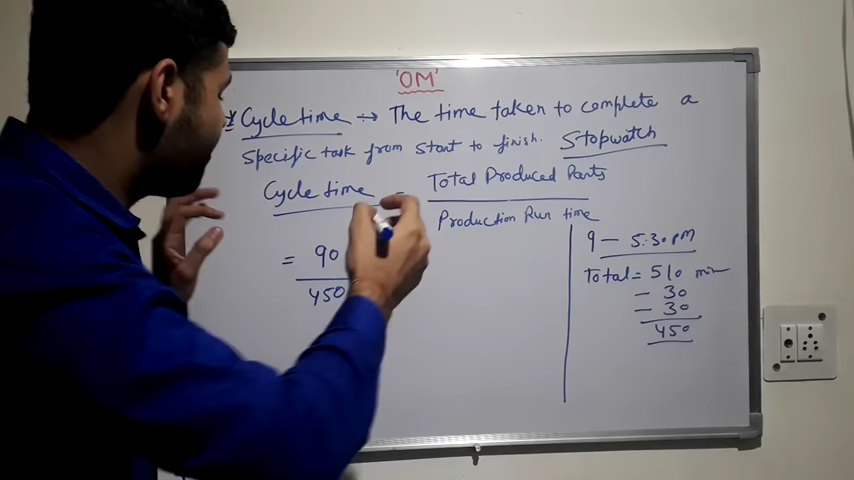 'OM'
* Cycle time → The time taken to complete a
specific task from start to finish. Stopwatch
Cycle time = Total Produced Parts
Production Run time
= 90
450
9 — 5:30 PM
Total = 510 min
- 30
- 30
450